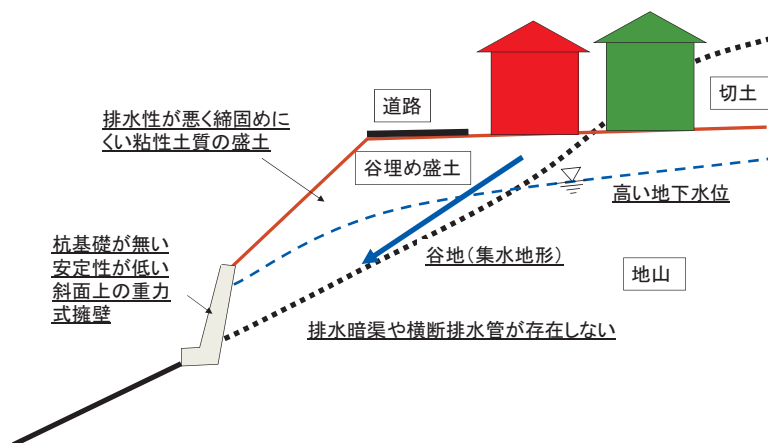 切土
道路
排水性が悪く締固めに
くい粘性土質の盛土
谷埋め盛土
高い地下水位
杭基礎が無い
安定性が低い
斜面上の重力
式擁壁
谷地(集水地形)
地山
排水暗渠や横断排水管が存在しない